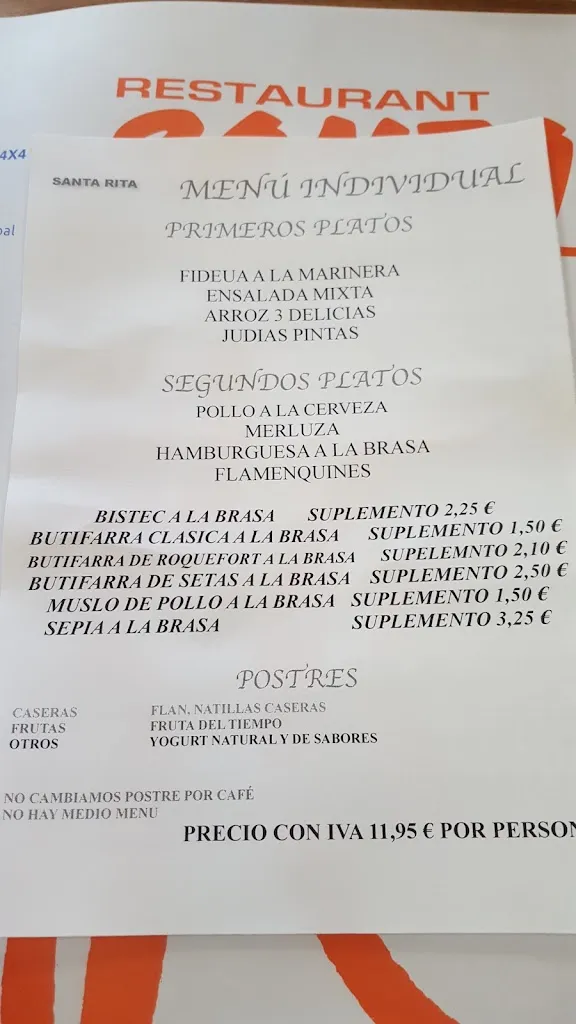 RESTAURANT
4X4
SANTA RITA
MENÚ INDIVIDUAL
PRIMEROS PLATOS
FIDEUA A LA MARINERA
ENSALADA MIXTA
ARROZ 3 DELICIAS
JUDIAS PINTAS
SEGUNDOS PLATOS
POLLO A LA CERVEZA
MERLUZA
HAMBURGUESA A LA BRASA
FLAMENQUINES
BISTEC A LA BRASA SUPLEMENTO 2,25 €
BUTIFARRA CLASICA A LA BRASA SUPLEMENTO 1,50 €
BUTIFARRA DE ROQUEFORT A LA BRASA SUPELEMNTO 2,10 €
BUTIFARRA DE SETAS A LA BRASA SUPLEMENTO 2,50 €
MUSLO DE POLLO A LA BRASA SUPLEMENTO 1,50 €
SEPIA A LA BRASA SUPLEMENTO 3,25 €
POSTRES
CASERAS FLAN. NATILLAS CASERAS
FRUTAS FRUTA DEL TIEMPO
OTROS YOGURT NATURAL Y DE SABORES
NO CAMBIAMOS POSTRE POR CAFÉ
NO HAY MEDIO MENU
PRECIO CON IVA 11,95 € POR PERSON